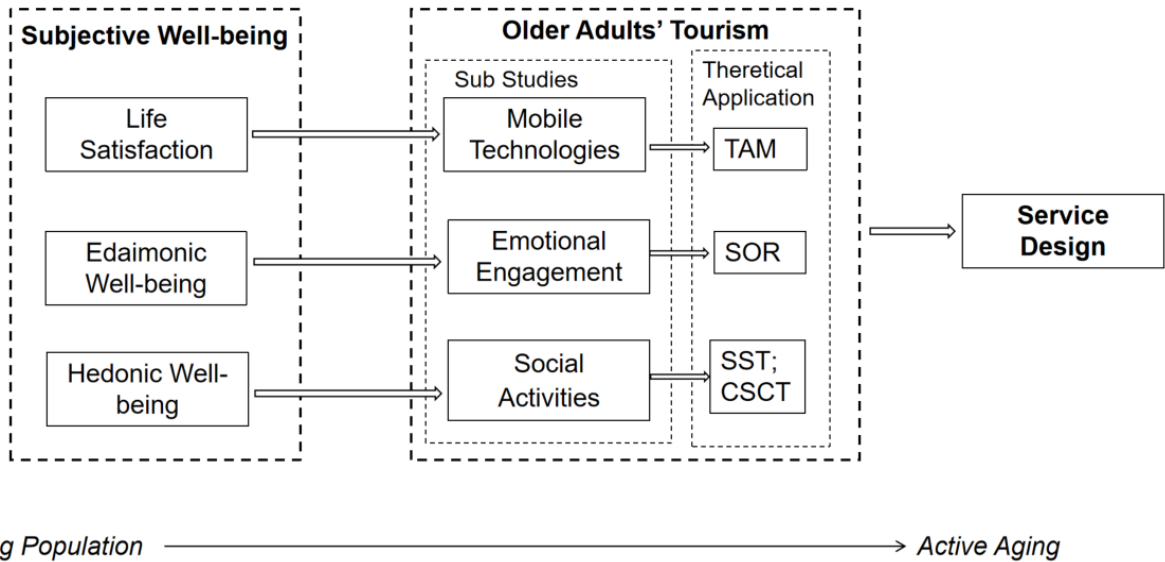 Subjective Well-being
Older Adults’ Tourism
Sub Studies
Theretical
Application
Life
Satisfaction
Mobile
Technologies
TAM
Edaimonic
Well-being
Emotional
Engagement
SOR
Hedonic Well-
being
Social
Activities
SST;
CSCT
Service
Design
g Population
Active Aging